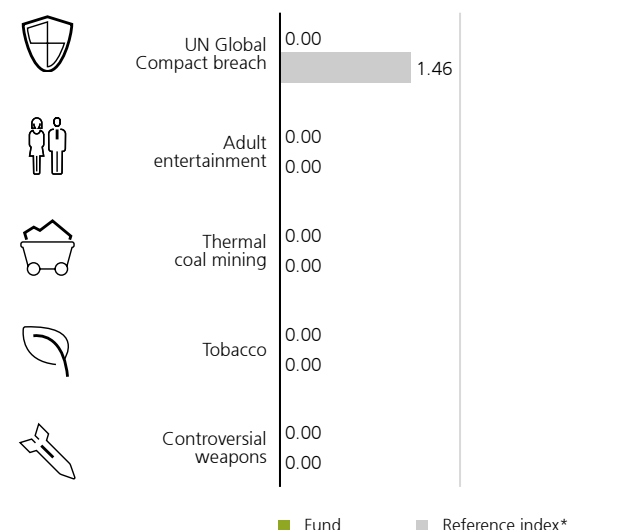 UN Global
Compact breach
0.00
1.46
Adult
entertainment
0.00
0.00
Thermal
coal mining
0.00
0.00
Tobacco
0.00
0.00
Controversial
weapons
0.00
0.00
Fund
Reference index*